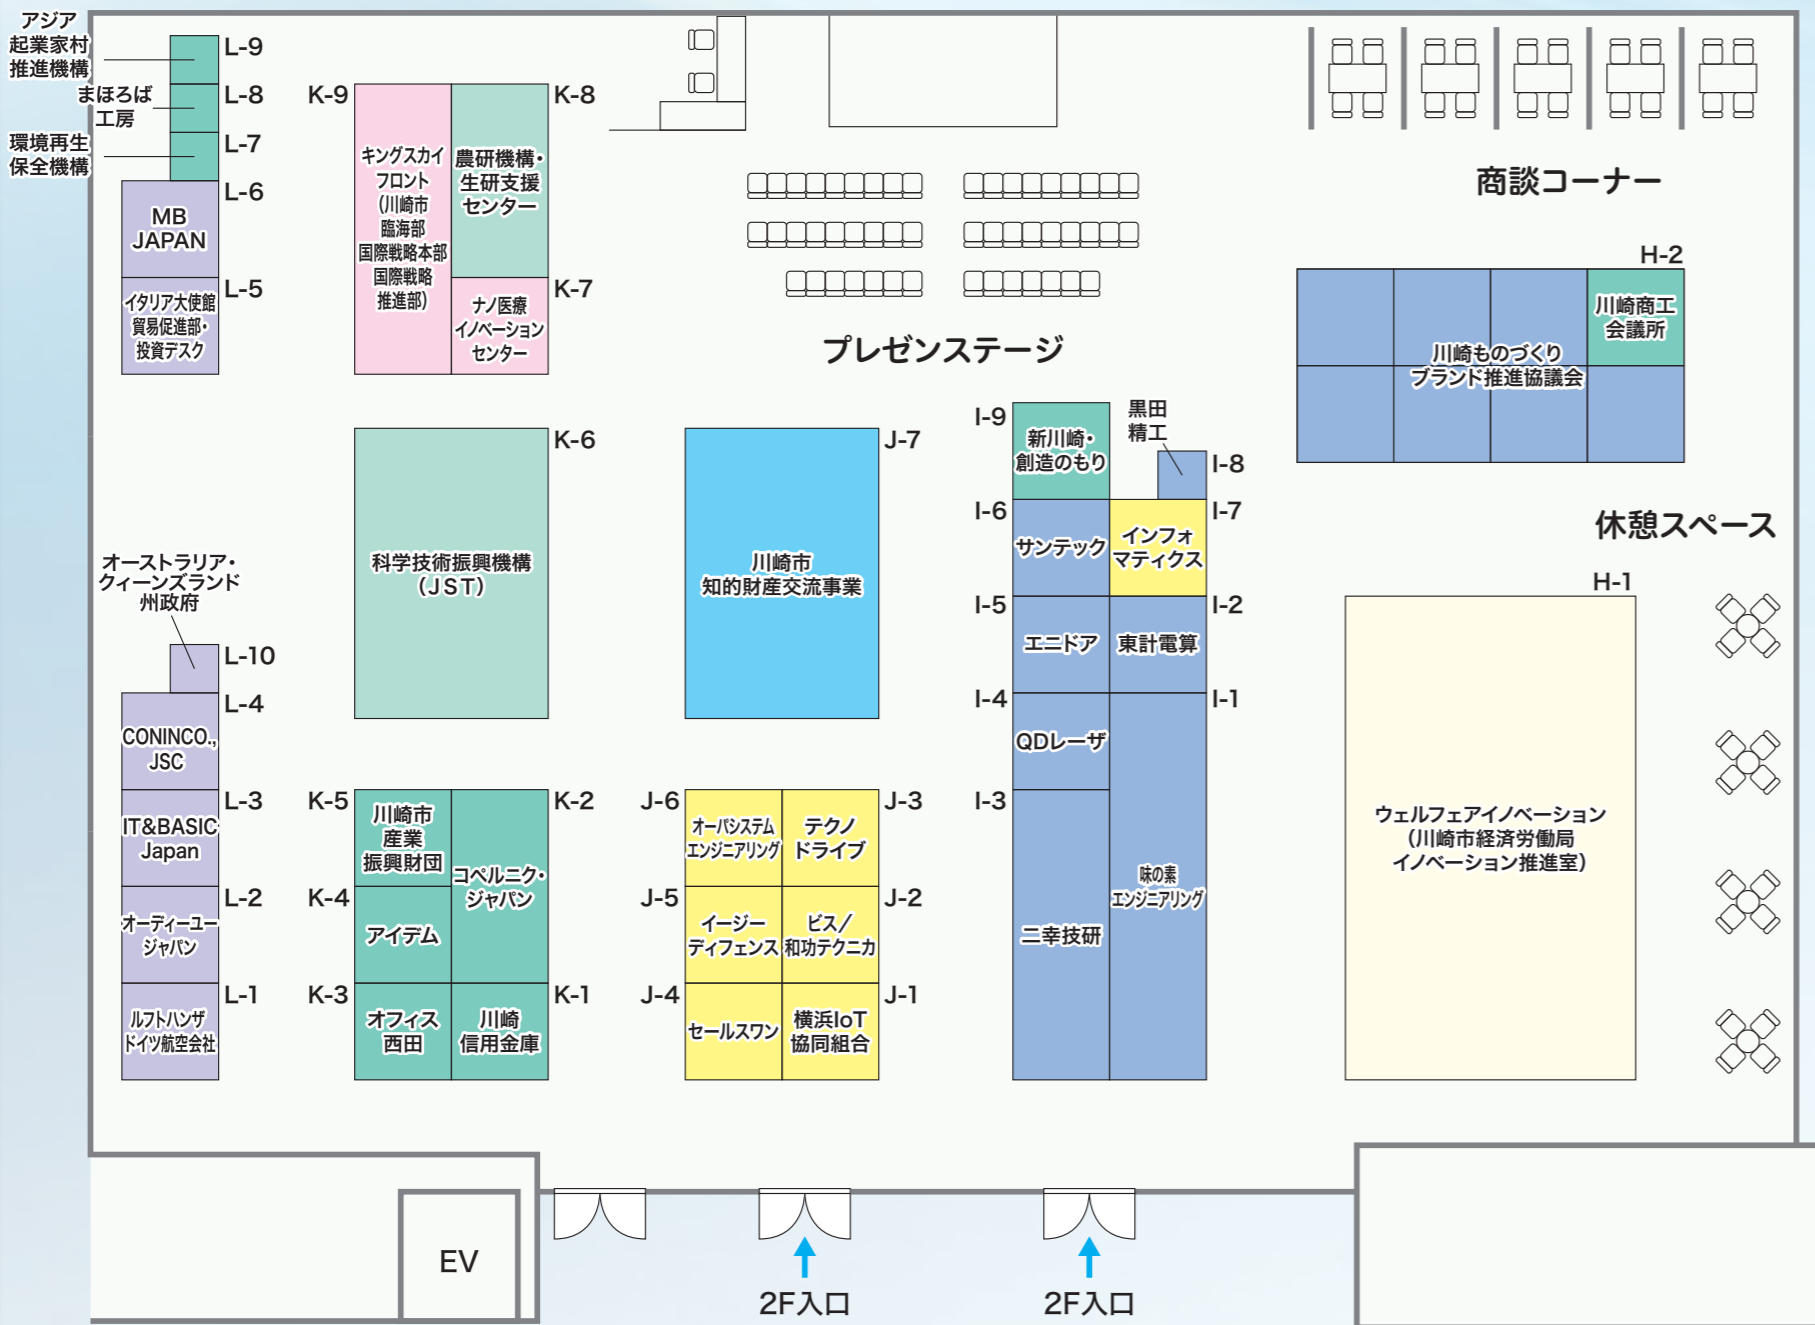 アジア
起業家村
推進機構
L-9
まほろば
工房
L-8
環境再生
保全機構
L-7
MB
JAPAN
L-6
イタリア大使館
貿易促進部・
投資デスク
L-5
K-9
キングスカイ
フロント
(川崎市
臨海部
国際戦略本部
国際戦略
推進部)
K-8
農研機構・
生研支援
センター
K-7
ナノ医療
イノベーション
センター
プレゼンステージ
商談コーナー
H-2
川崎商工
会議所
川崎ものづくり
ブランド推進協議会
K-6
科学技術振興機構
(JST)
J-7
川崎市
知的財産交流事業
I-9
新川崎・
創造のもり
黒田
精工
I-8
I-6
サンテック
I-7
インフォ
マティクス
I-5
エニドア
I-2
東計電算
I-4
QDレーザ
I-1
味の素
エンジニアリング
I-3
二幸技研
休憩スペース
H-1
ウェルフェアイノベーション
(川崎市経済労働局
イノベーション推進室)
オーストラリア・
クィーンズランド
州政府
L-10
CONINCO.,
JSC
L-4
IT&BASIC
Japan
L-3
オーディーユー
ジャパン
L-2
ルフトハンザ
ドイツ航空会社
L-1
K-5
川崎市
産業
振興財団
K-2
コペルニク・
ジャパン
K-4
アイデム
K-3
オフィス
西田
K-1
川崎
信用金庫
J-6
オーパシステム
エンジニアリング
J-3
テクノ
ドライブ
J-5
イージー
ディフェンス
J-2
ビス/
和功テクニカ
J-4
セールスワン
J-1
横浜IoT
協同組合
EV
2F入口
2F入口